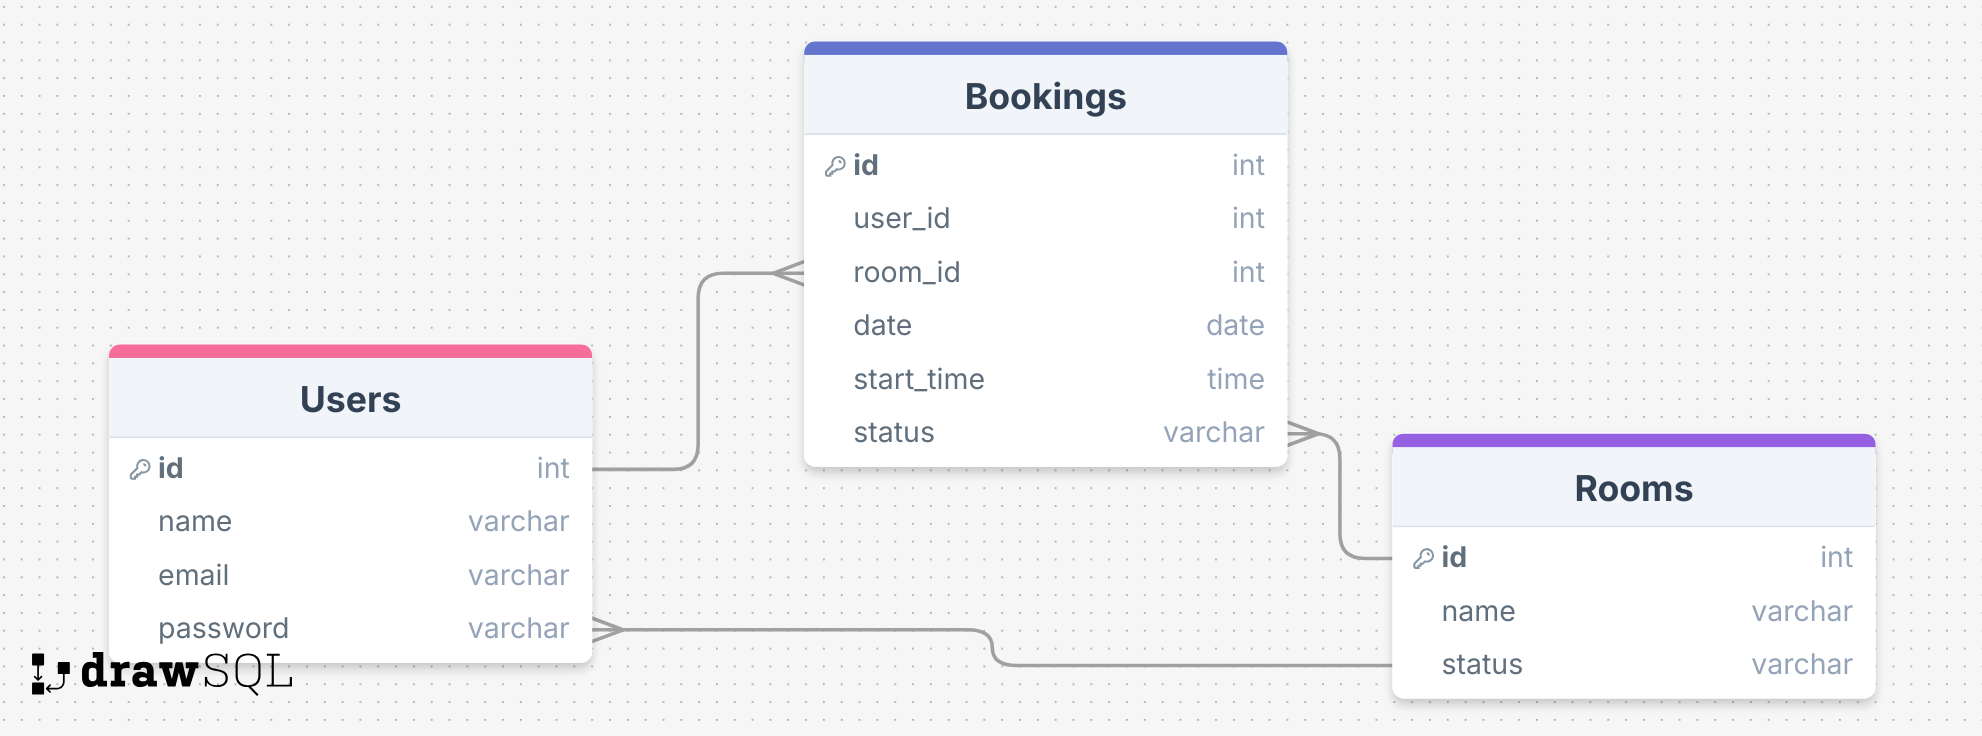 Bookings
id int
user_id int
room_id int
date date
start_time time
status varchar
Users
id int
name varchar
email varchar
password varchar
Rooms
id int
name varchar
status varchar
drawSQL